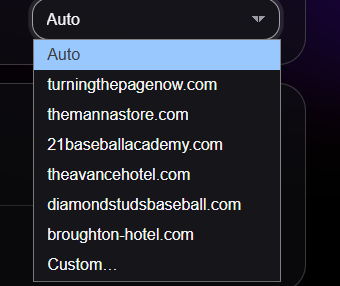 Auto
Auto
turningthepagenow.com
themannastore.com
21baseballacademy.com
theavancehotel.com
diamondstudsbaseball.com
broughton-hotel.com
Custom...